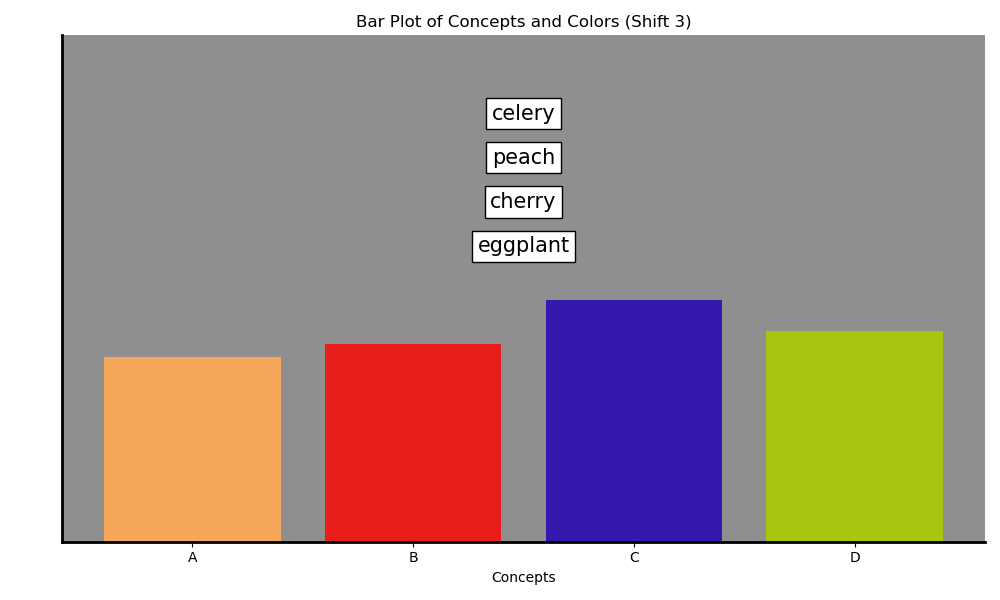 Bar Plot of Concepts and Colors (Shift 3)
celery
peach
cherry
eggplant
A B C D
Concepts